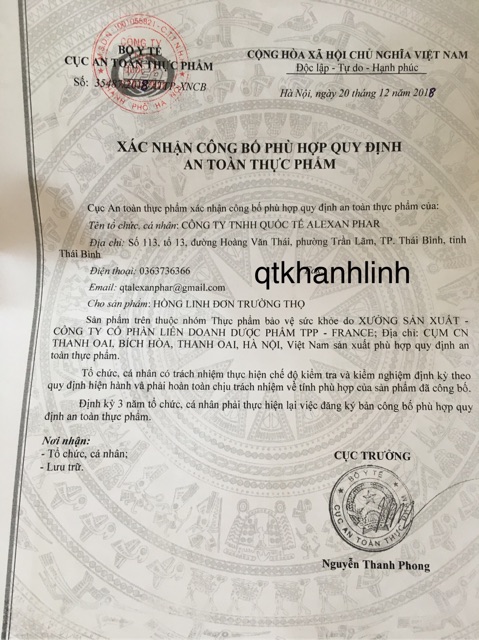 BỘ Y TẾ
CỤC AN TOÀN THỰC PHẨM
CỘNG HÒA XÃ HỘI CHỦ NGHĨA VIỆT NAM
Độc lập - Tự do - Hạnh phúc
Hà Nội, ngày 20 tháng 12 năm 2018
XÁC NHẬN CÔNG BỐ PHÙ HỢP QUY ĐỊNH
AN TOÀN THỰC PHẨM
Cục An toàn thực phẩm xác nhận công bố phù hợp quy định an toàn thực phẩm của:
Tên tổ chức, cá nhân: CÔNG TY TNHH QUỐC TẾ ALEXAN PHAR
Địa chỉ: Số 113, tổ 13, đường Hoàng Văn Thái, phường Trần Lãm, TP. Thái Bình, tỉnh
Thái Bình
Điện thoại: 0363736366
qtkhanhlinh
Email: qtalexanphar@gmail.com
Cho sản phẩm: HỒNG LINH ĐƠN TRƯỜNG THỌ
Sản phẩm trên thuộc nhóm Thực phẩm bảo vệ sức khỏe do XƯỞNG SẢN XUẤT -
CÔNG TY CỔ PHẦN LIÊN DOANH DƯỢC PHẨM TPP - FRANCE; Địa chỉ: CỤM CN
THANH OAI, BÍCH HÒA, THANH OAI, HÀ NỘI, Việt Nam sản xuất phù hợp quy định an
toàn thực phẩm.
Tổ chức, cá nhân có trách nhiệm thực hiện chế độ kiểm tra và kiểm nghiệm định kỳ theo
quy định hiện hành và phải hoàn toàn chịu trách nhiệm về tính phù hợp của sản phẩm đã công bố.
Định kỳ 3 năm tổ chức, cá nhân phải thực hiện lại việc đăng ký bản công bố phù hợp quy
định an toàn thực phẩm.
Nơi nhận:
- Tổ chức, cá nhân;
- Lưu trữ.
CỤC TRƯỞNG
BỘ Y TẾ
CỤC AN TOÀN THỰC PHẨM
Nguyễn Thanh Phong